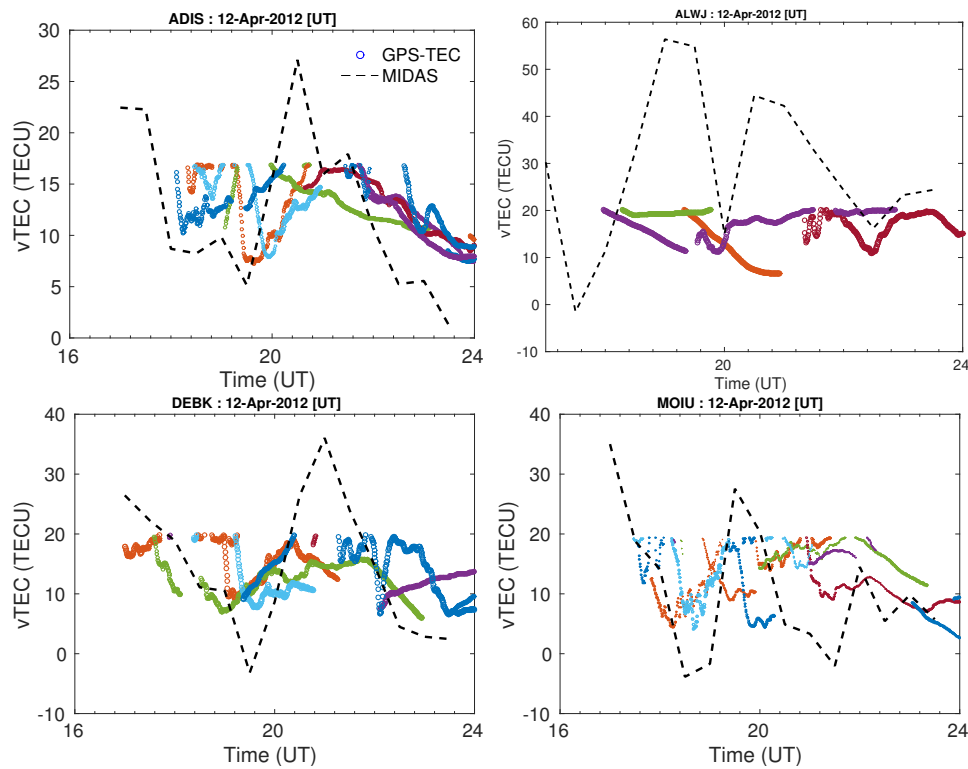 ADIS : 12-Apr-2012 [UT]
30
25
20
15
10
5
0
vTEC (TECU)
GPS-TEC
MIDAS
16
20
24
Time (UT)
ALWJ : 12-Apr-2012 [UT]
60
50
40
30
20
10
0
-10
vTEC (TECU)
20
24
Time (UT)
DEBK : 12-Apr-2012 [UT]
40
30
20
10
0
-10
vTEC (TECU)
16
20
24
Time (UT)
MOIU : 12-Apr-2012 [UT]
40
30
20
10
0
-10
vTEC (TECU)
16
20
24
Time (UT)